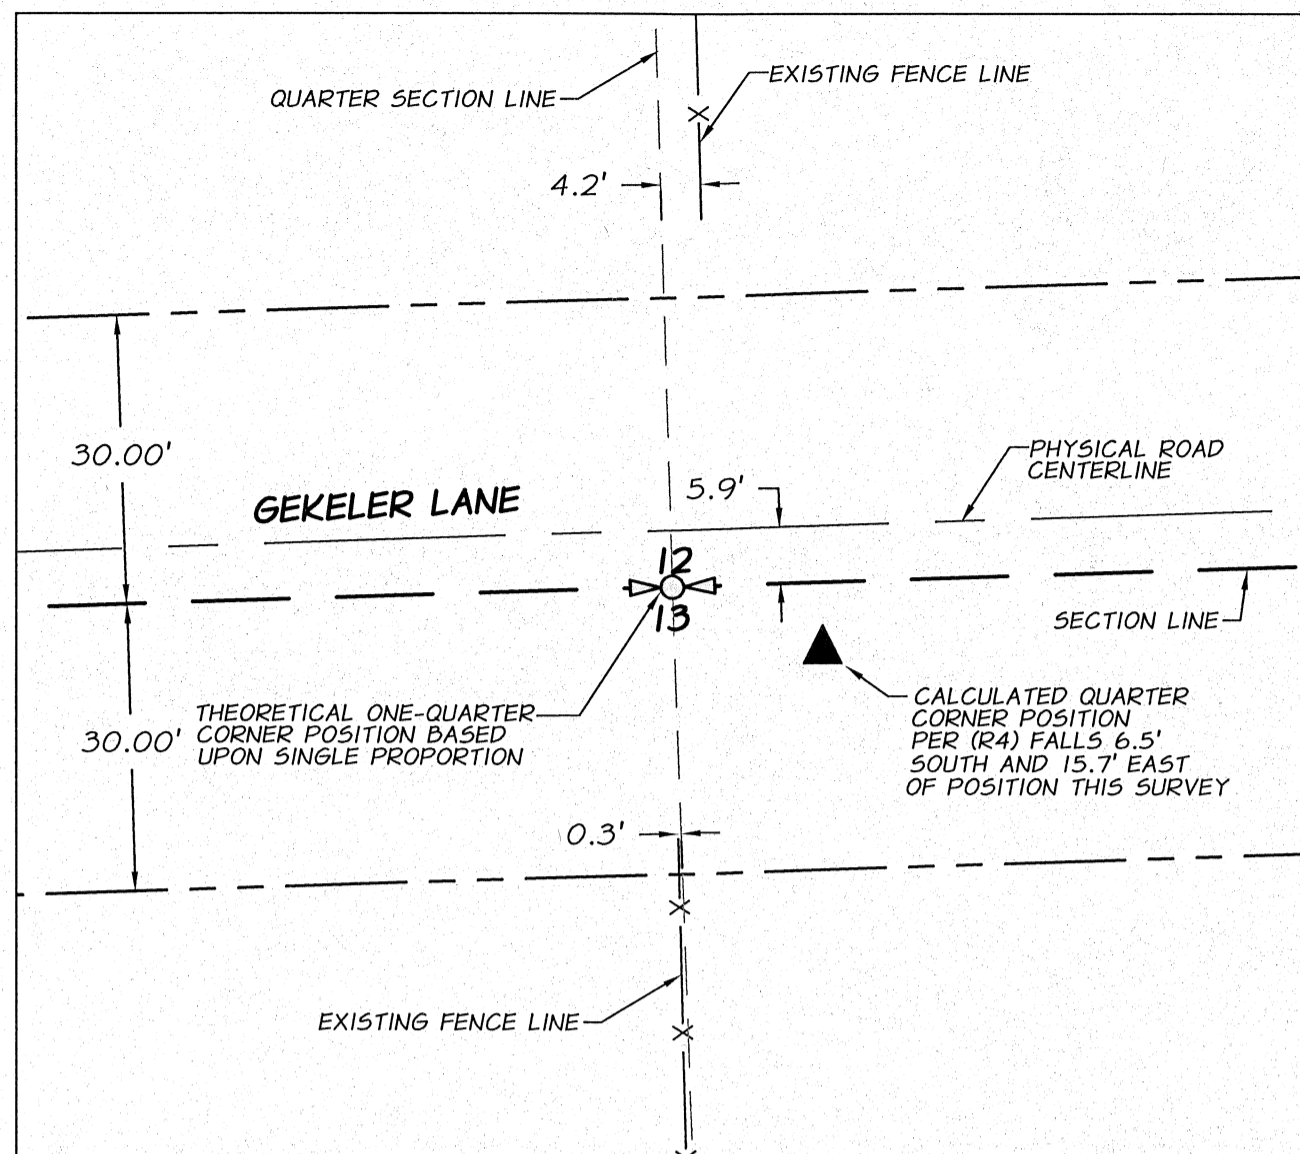 QUARTER SECTION LINE
EXISTING FENCE LINE
4.2'
30.00'
GEKELER LANE
5.9'
PHYSICAL ROAD
CENTERLINE
12
13
SECTION LINE
THEORETICAL ONE-QUARTER
CORNER POSITION BASED
UPON SINGLE PROPORTION
30.00'
CALCULATED QUARTER
CORNER POSITION
PER (R4) FALLS 6.5'
SOUTH AND 15.7' EAST
OF POSITION THIS SURVEY
0.3'
EXISTING FENCE LINE